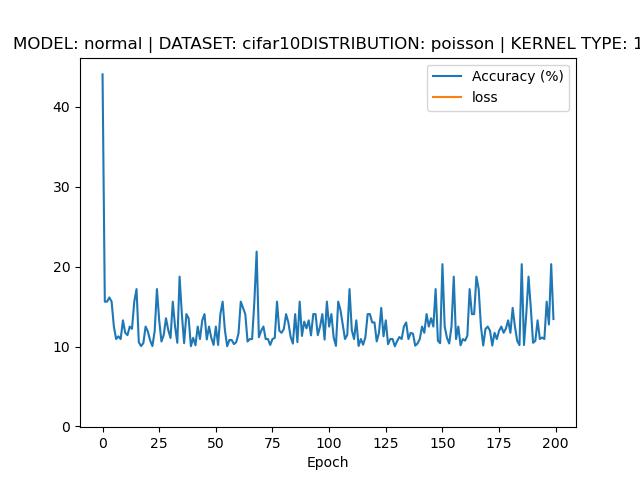 MODEL: normal | DATASET: cifar10DISTRIBUTION: poisson | KERNEL TYPE: 1
Accuracy (%)
loss
40
30
20
10
0
0 25 50 75 100 125 150 175 200
Epoch